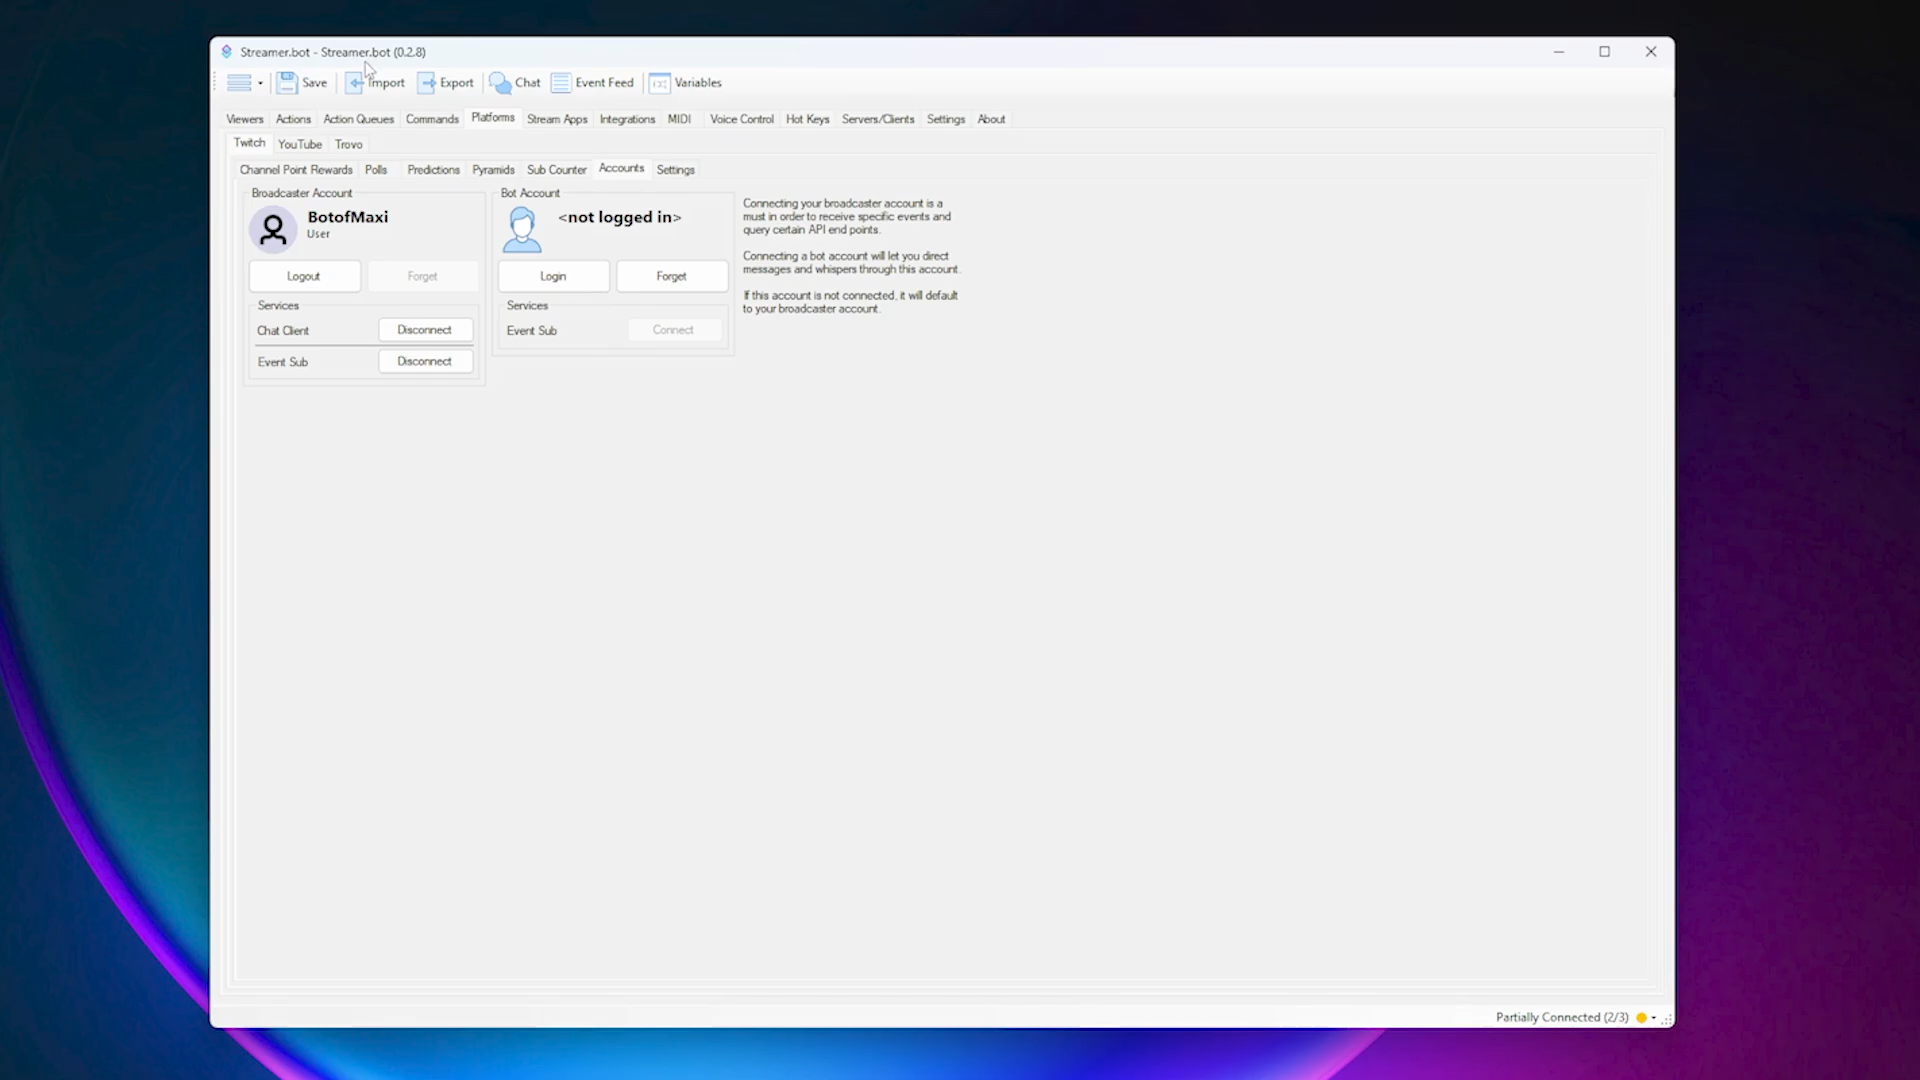 Streamer.bot - Streamer.bot (0.2.8)
Save Import Export Chat Event Feed Variables
Viewers Actions Action Queues Commands Platforms Stream Apps Integrations MIDI Voice Control Hot Keys Servers/Clients Settings About
Twitch YouTube Trovo
Channel Point Rewards Polls Predictions Pyramids Sub Counter Accounts Settings
Broadcaster Account
BotofMaxi
User
Logout Forget
Services
Chat Client Disconnect
Event Sub Disconnect
Bot Account
<not logged in>
Login Forget
Services
Event Sub Connect
Connecting your broadcaster account is a
must in order to receive specific events and
query certain API end points.
Connecting a bot account will let you direct
messages and whispers through this account.
If this account is not connected, it will default
to your broadcaster account.
Partially Connected (2/3)